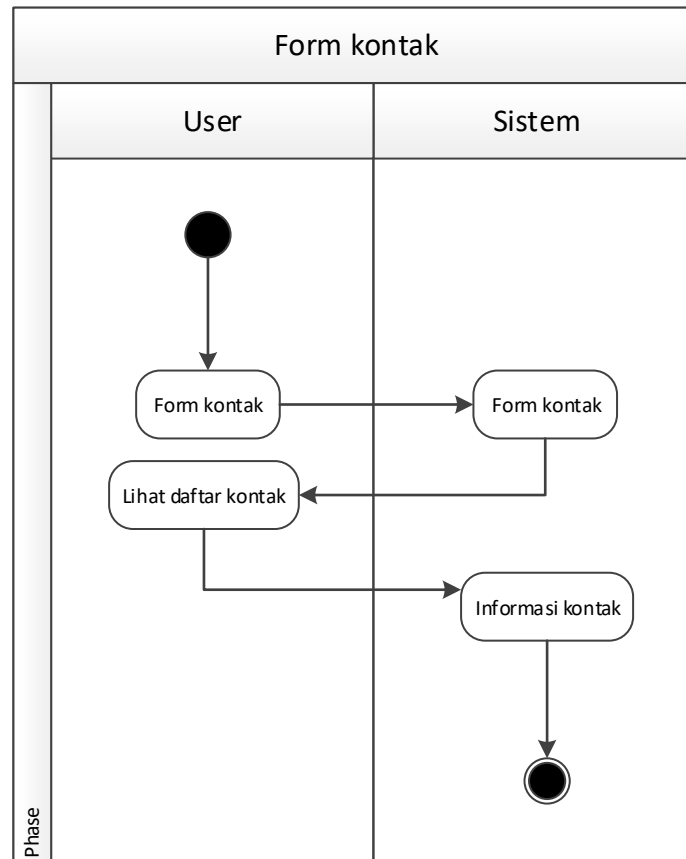 Form kontak
User
Sistem
Form kontak
Form kontak
Lihat daftar kontak
Informasi kontak
Phase